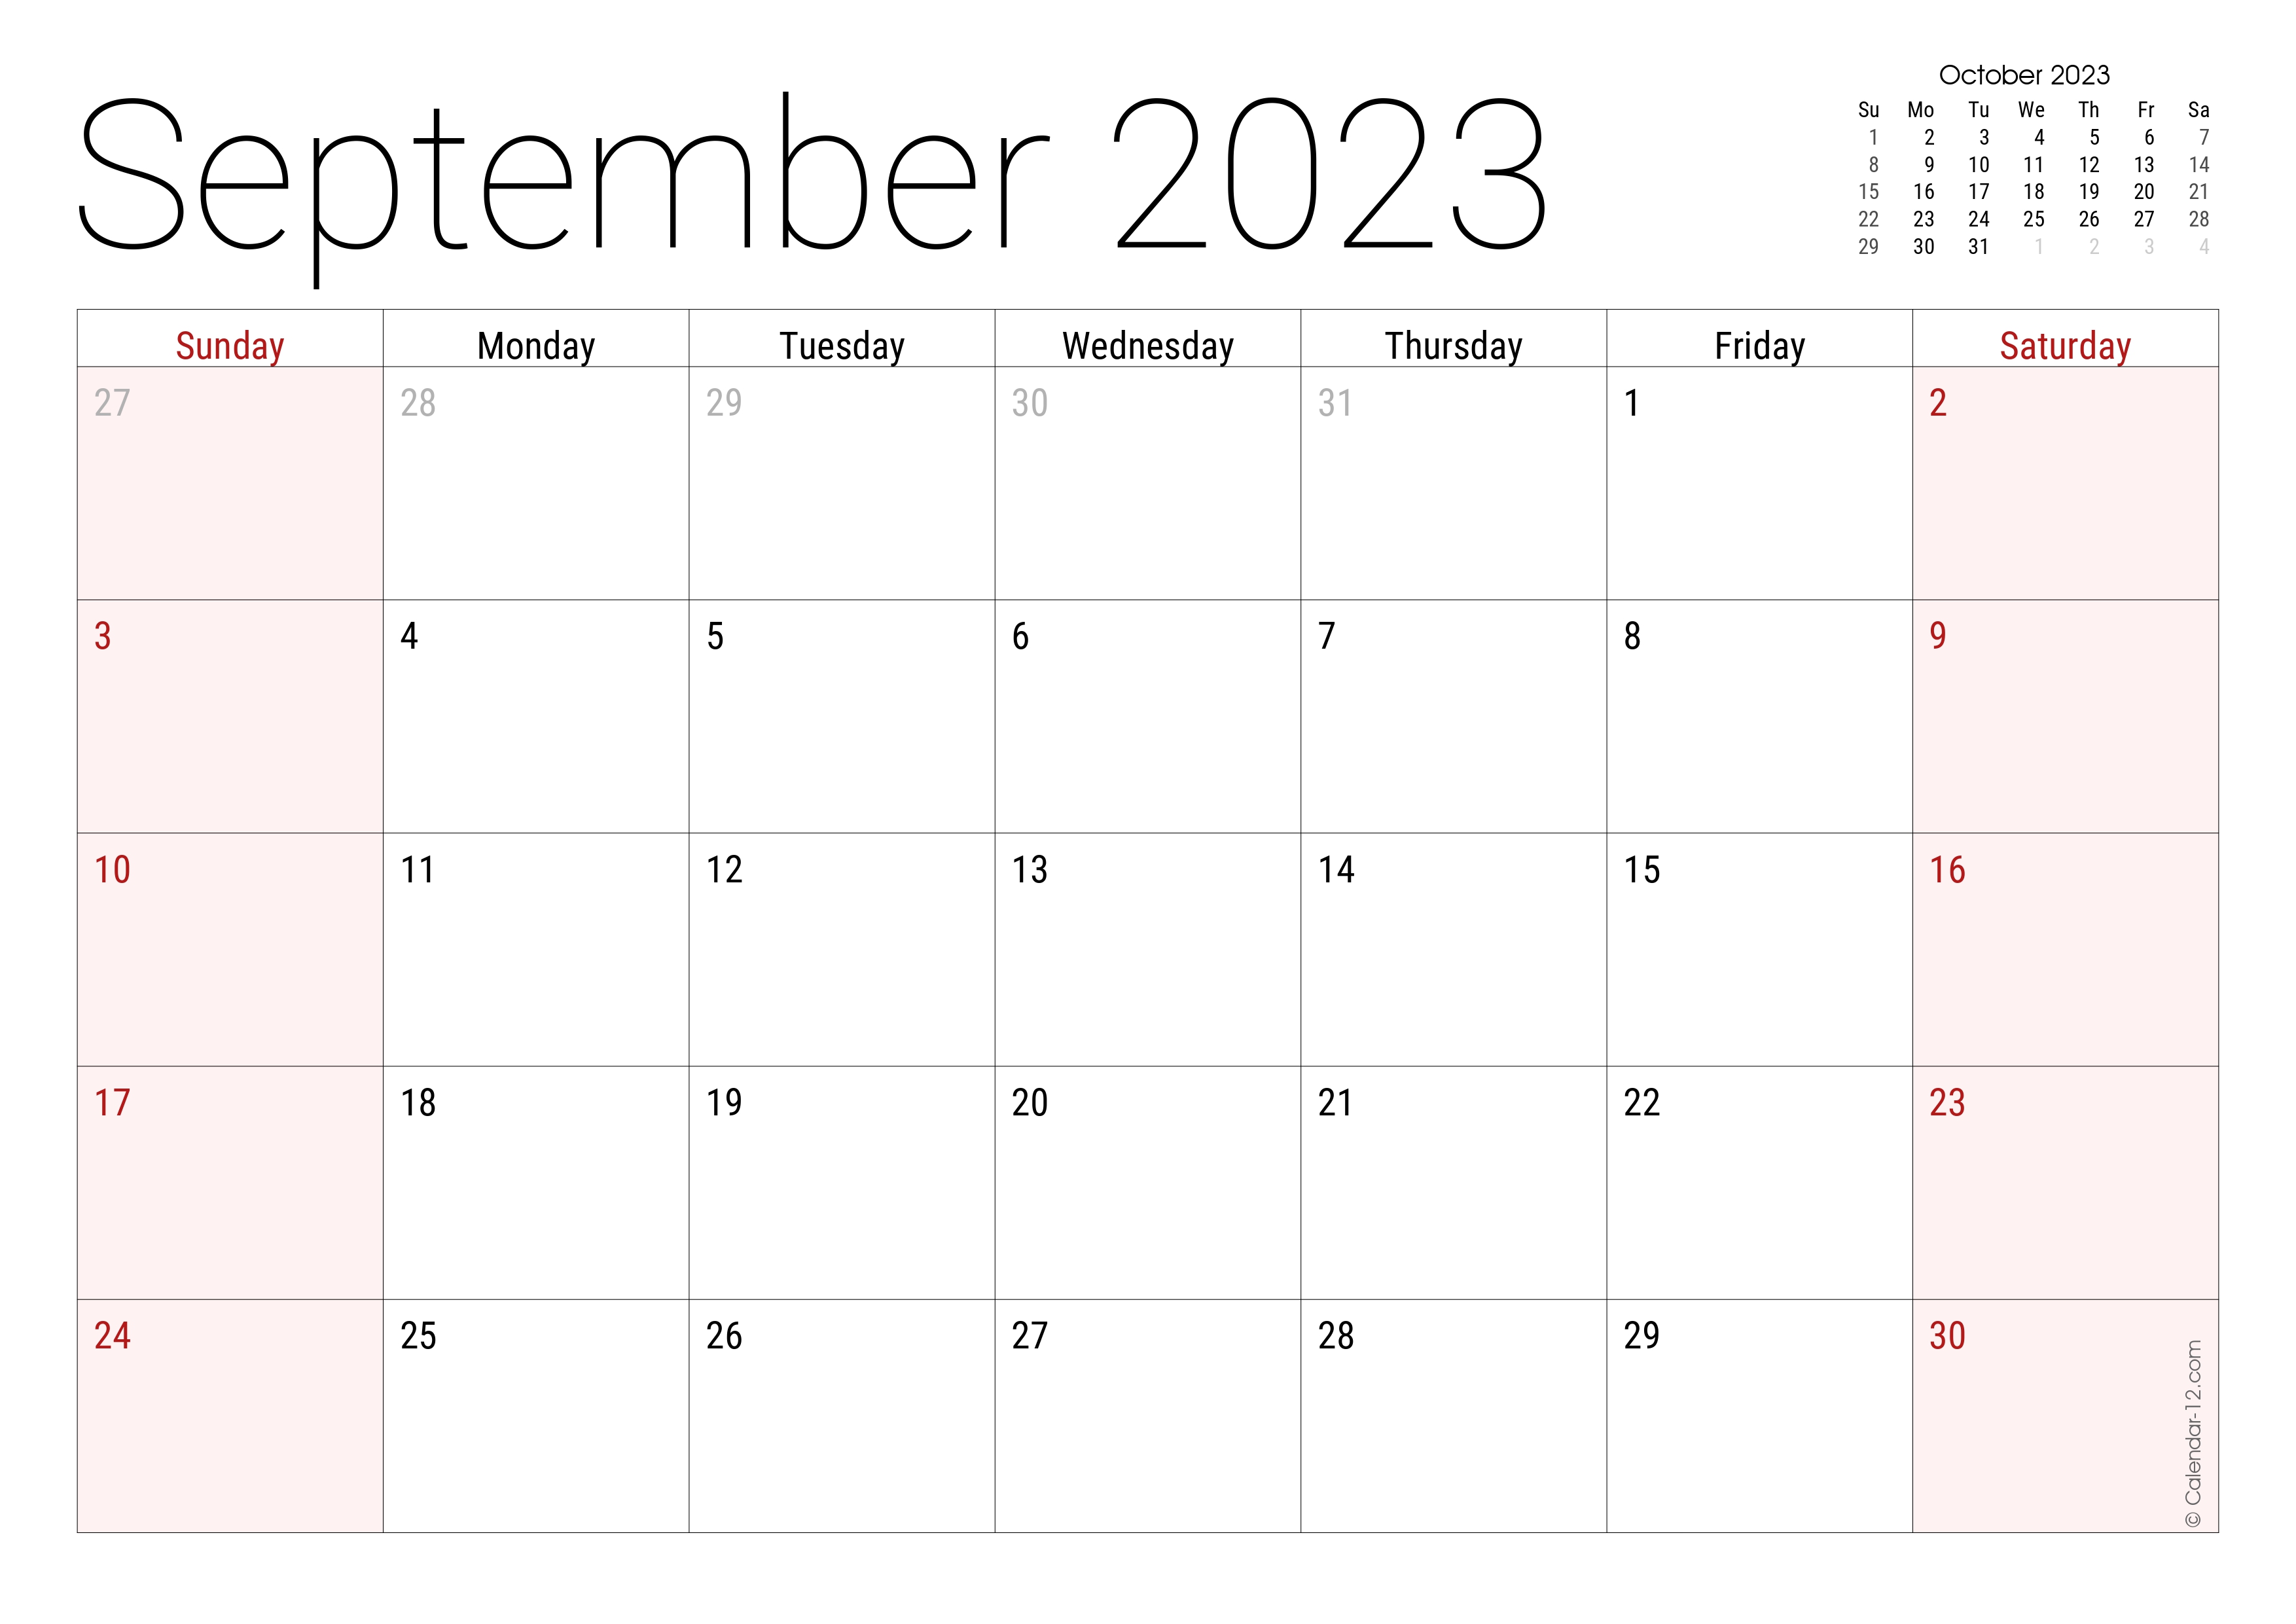 September 2023
October 2023
Su Mo Tu We Th Fr Sa
1 2 3 4 5 6 7
8 9 10 11 12 13 14
15 16 17 18 19 20 21
22 23 24 25 26 27 28
29 30 31 1 2 3 4
Sunday Monday Tuesday Wednesday Thursday Friday Saturday
27 28 29 30 31 1 2
3 4 5 6 7 8 9
10 11 12 13 14 15 16
17 18 19 20 21 22 23
24 25 26 27 28 29 30
© Calendar-12.com